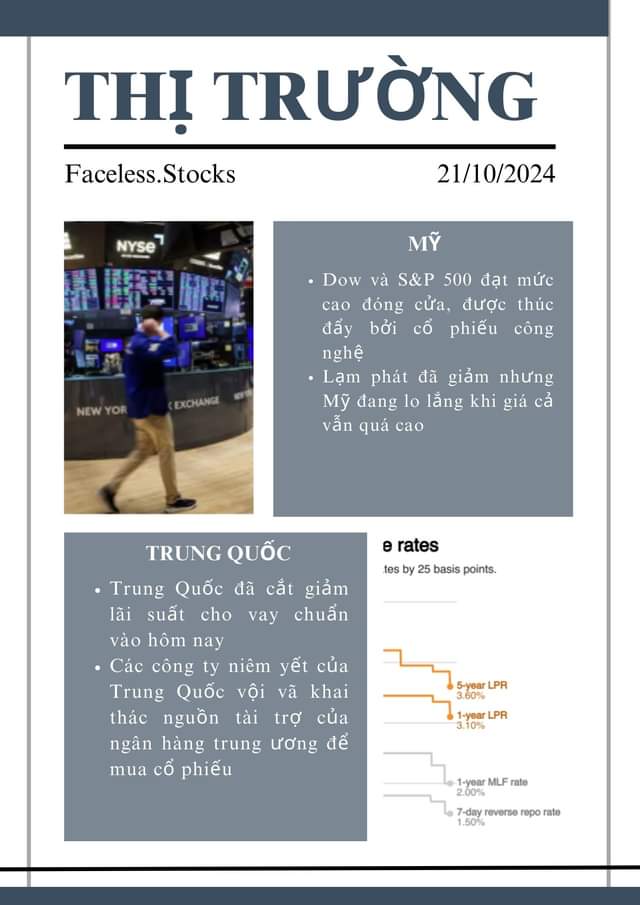 THỊ TRƯỜNG
Faceless.Stocks
21/10/2024
NYSE
NEW YOR
K EXCHANGE
NEW YO
MỸ
• Dow và S&P 500 đạt mức
cao đóng cửa, được thúc
đẩy bởi cổ phiếu công
nghệ
• Lạm phát đã giảm nhưng
Mỹ đang lo lắng khi giá cả
vẫn quá cao
TRUNG QUỐC
• Trung Quốc đã cắt giảm
lãi suất cho vay chuẩn
vào hôm nay
• Các công ty niêm yết của
Trung Quốc vội vã khai
thác nguồn tài trợ của
ngân hàng trung ương để
mua cổ phiếu
e rates
tes by 25 basis points.
5-year LPR
3.60%
1-year LPR
3.10%
1-year MLF rate
2.00%
7-day reverse repo rate
1.50%